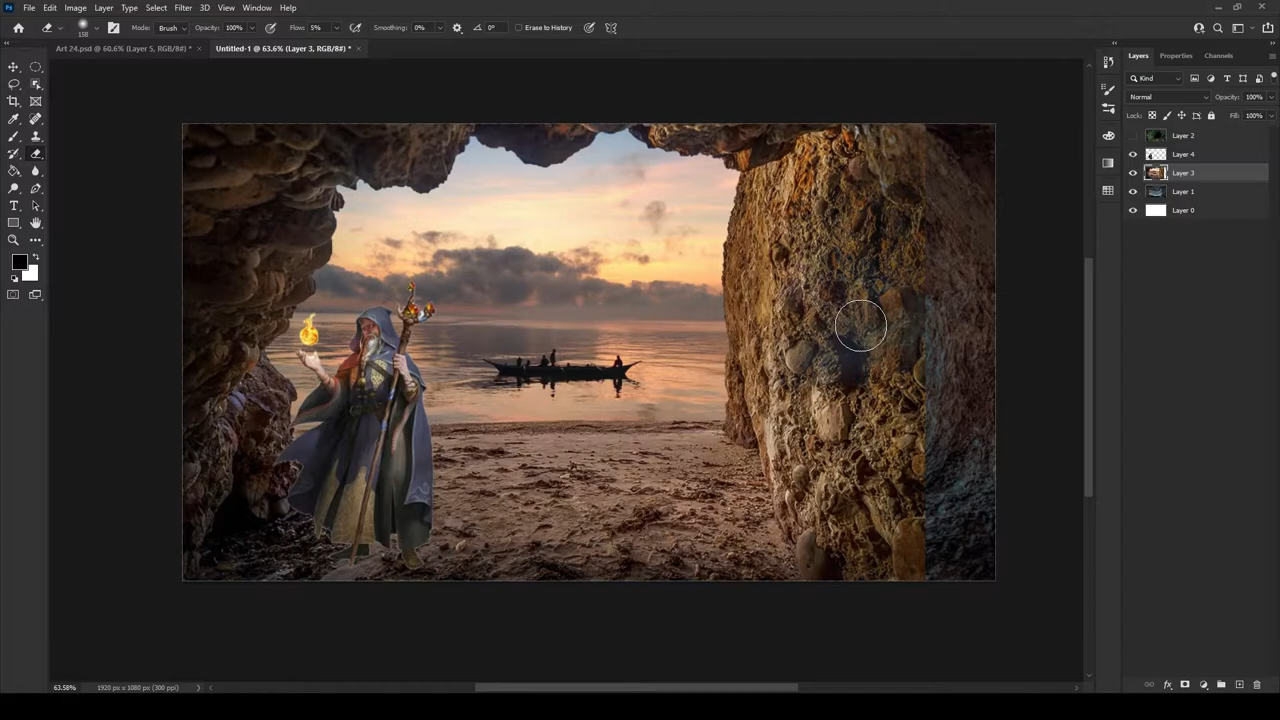 Ps File Edit Image Layer Type Select Filter 3D View Window Help
158 Mode: Brush Opacity: 100% Flow: 5% Smoothing: 0% 0° Erase to History
Art 24.psd @ 60.6% (Layer 5, RGB/8#) * × Untitled-1 @ 63.6% (Layer 3, RGB/8#) * ×
Layers Properties Channels
Kind
Normal Opacity: 100%
Lock: Fill: 100%
Layer 2
Layer 4
Layer 3
Layer 1
Layer 0
63.58% 1920 px x 1080 px (300 ppi)
fx